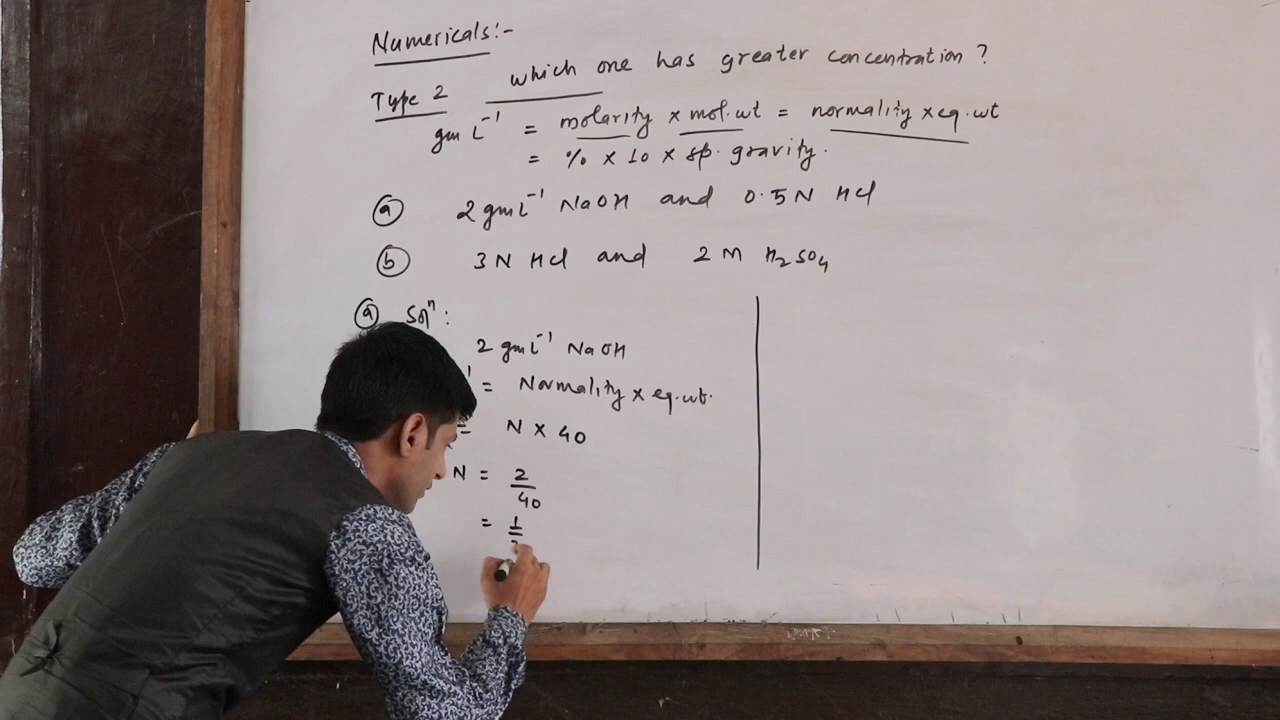 Numericals:-
Type 2 which one has greater concentration?
gm L⁻¹ = molarity × mol.wt = normality × eq.wt
= % × 10 × sp. gravity.
(a) 2 gm L⁻¹ NaOH and 0.5 N HCl
(b) 3 N HCl and 2 M H₂SO₄
(a) Solⁿ:
2 gm L⁻¹ NaOH
= Normality × eq.wt.
= N × 40
N = 2/40
= 1/